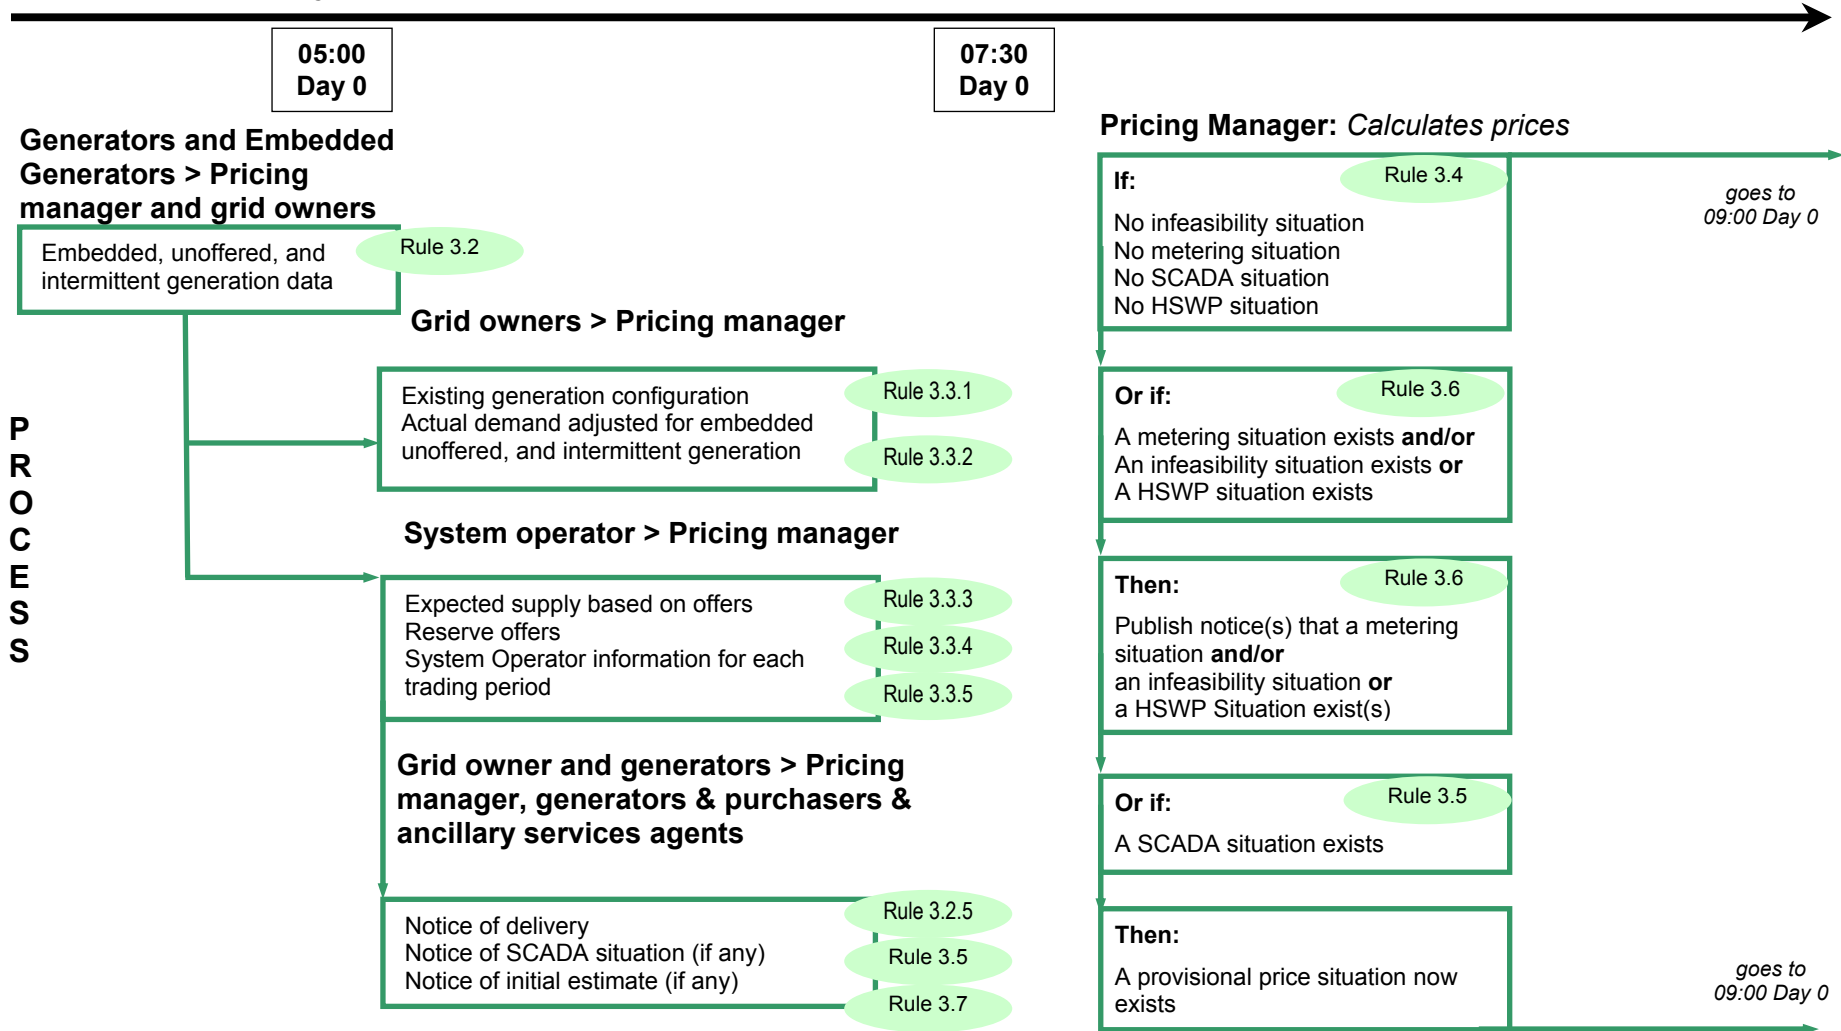 05:00
Day 0
07:30
Day 0
Generators and Embedded
Generators > Pricing
manager and grid owners
Embedded, unoffered, and
intermittent generation data
Rule 3.2
Grid owners > Pricing manager
Existing generation configuration
Actual demand adjusted for embedded
unoffered, and intermittent generation
Rule 3.3.1
Rule 3.3.2
System operator > Pricing manager
Expected supply based on offers
Reserve offers
System Operator information for each
trading period
Rule 3.3.3
Rule 3.3.4
Rule 3.3.5
Grid owner and generators > Pricing
manager, generators & purchasers &
ancillary services agents
Notice of delivery
Notice of SCADA situation (if any)
Notice of initial estimate (if any)
Rule 3.2.5
Rule 3.5
Rule 3.7
P
R
O
C
E
S
S
Pricing Manager: Calculates prices
If:
Rule 3.4
No infeasibility situation
No metering situation
No SCADA situation
No HSWP situation
goes to
09:00 Day 0
Or if:
Rule 3.6
A metering situation exists and/or
An infeasibility situation exists or
A HSWP situation exists
Then:
Rule 3.6
Publish notice(s) that a metering
situation and/or
an infeasibility situation or
a HSWP Situation exist(s)
Or if:
Rule 3.5
A SCADA situation exists
Then:
A provisional price situation now
exists
goes to
09:00 Day 0